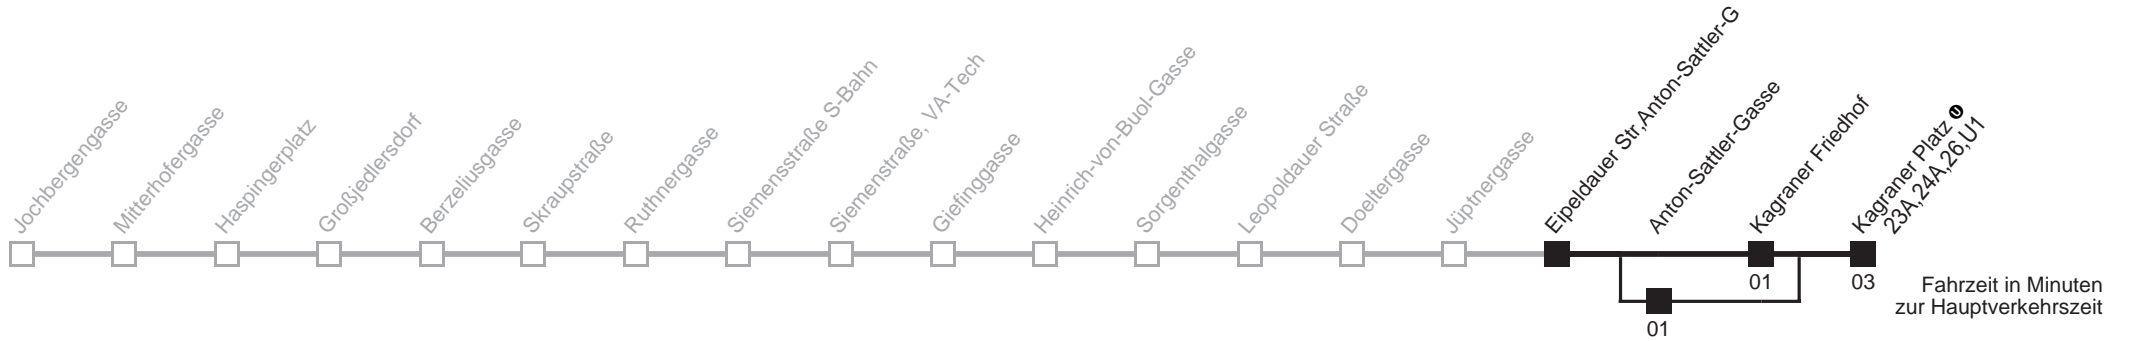 Jochbergengasse
Mitterhofergasse
Haspingerplatz
Großjedlersdorf
Berzeliusgasse
Skraupstraße
Ruthnergasse
Siemensstraße S-Bahn
Siemenstraße, VA-Tech
Giefinggasse
Heinrich-von-Buol-Gasse
Sorgenthalgasse
Leopoldauer Straße
Doeltergasse
Jüptnergasse
Eipeldauer Str,Anton-Sattler-G
Anton-Sattler-Gasse
Kagraner Friedhof
Kagraner Platz U
23A,24A,26,U1
01
03
01
Fahrzeit in Minuten
zur Hauptverkehrszeit